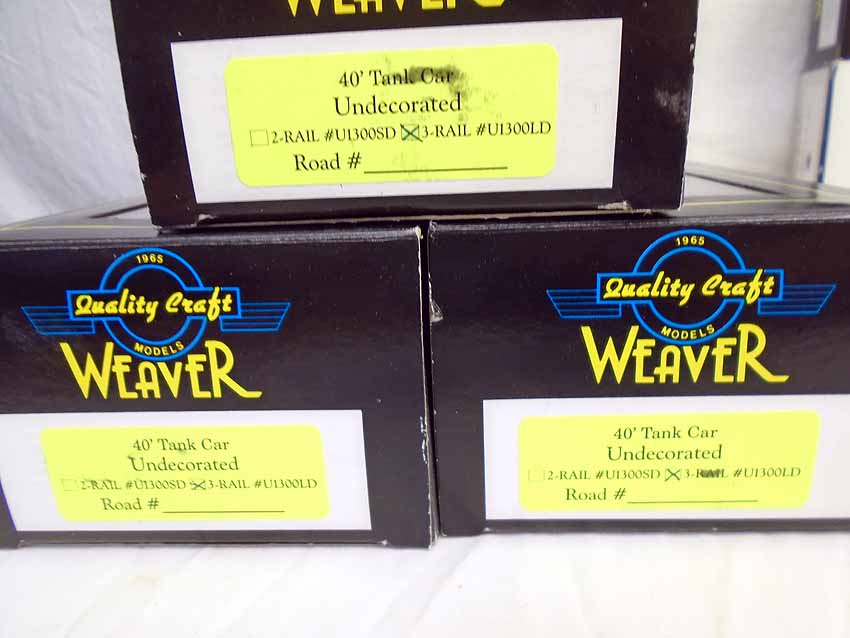 WEAVER
40' Tank Car
Undecorated
2-RAIL #U1300SD 3-RAIL #U1300LD
Road #
1965
Quality Craft
MODELS
WEAVER
40' Tank Car
Undecorated
2-RAIL #U1300SD 3-RAIL #U1300LD
Road #
1965
Quality Craft
MODELS
WEAVER
40' Tank Car
Undecorated
2-RAIL #U1300SD 3-RAIL #U1300LD
Road #